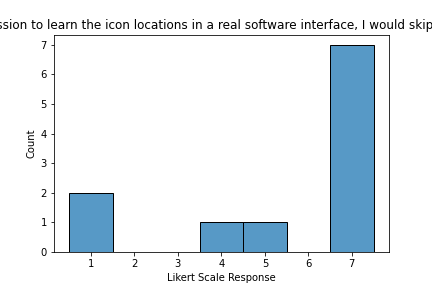 ssion to learn the icon locations in a real software interface, I would skip
7
6
5
4
3
2
1
0
Count
1 2 3 4 5 6 7
Likert Scale Response